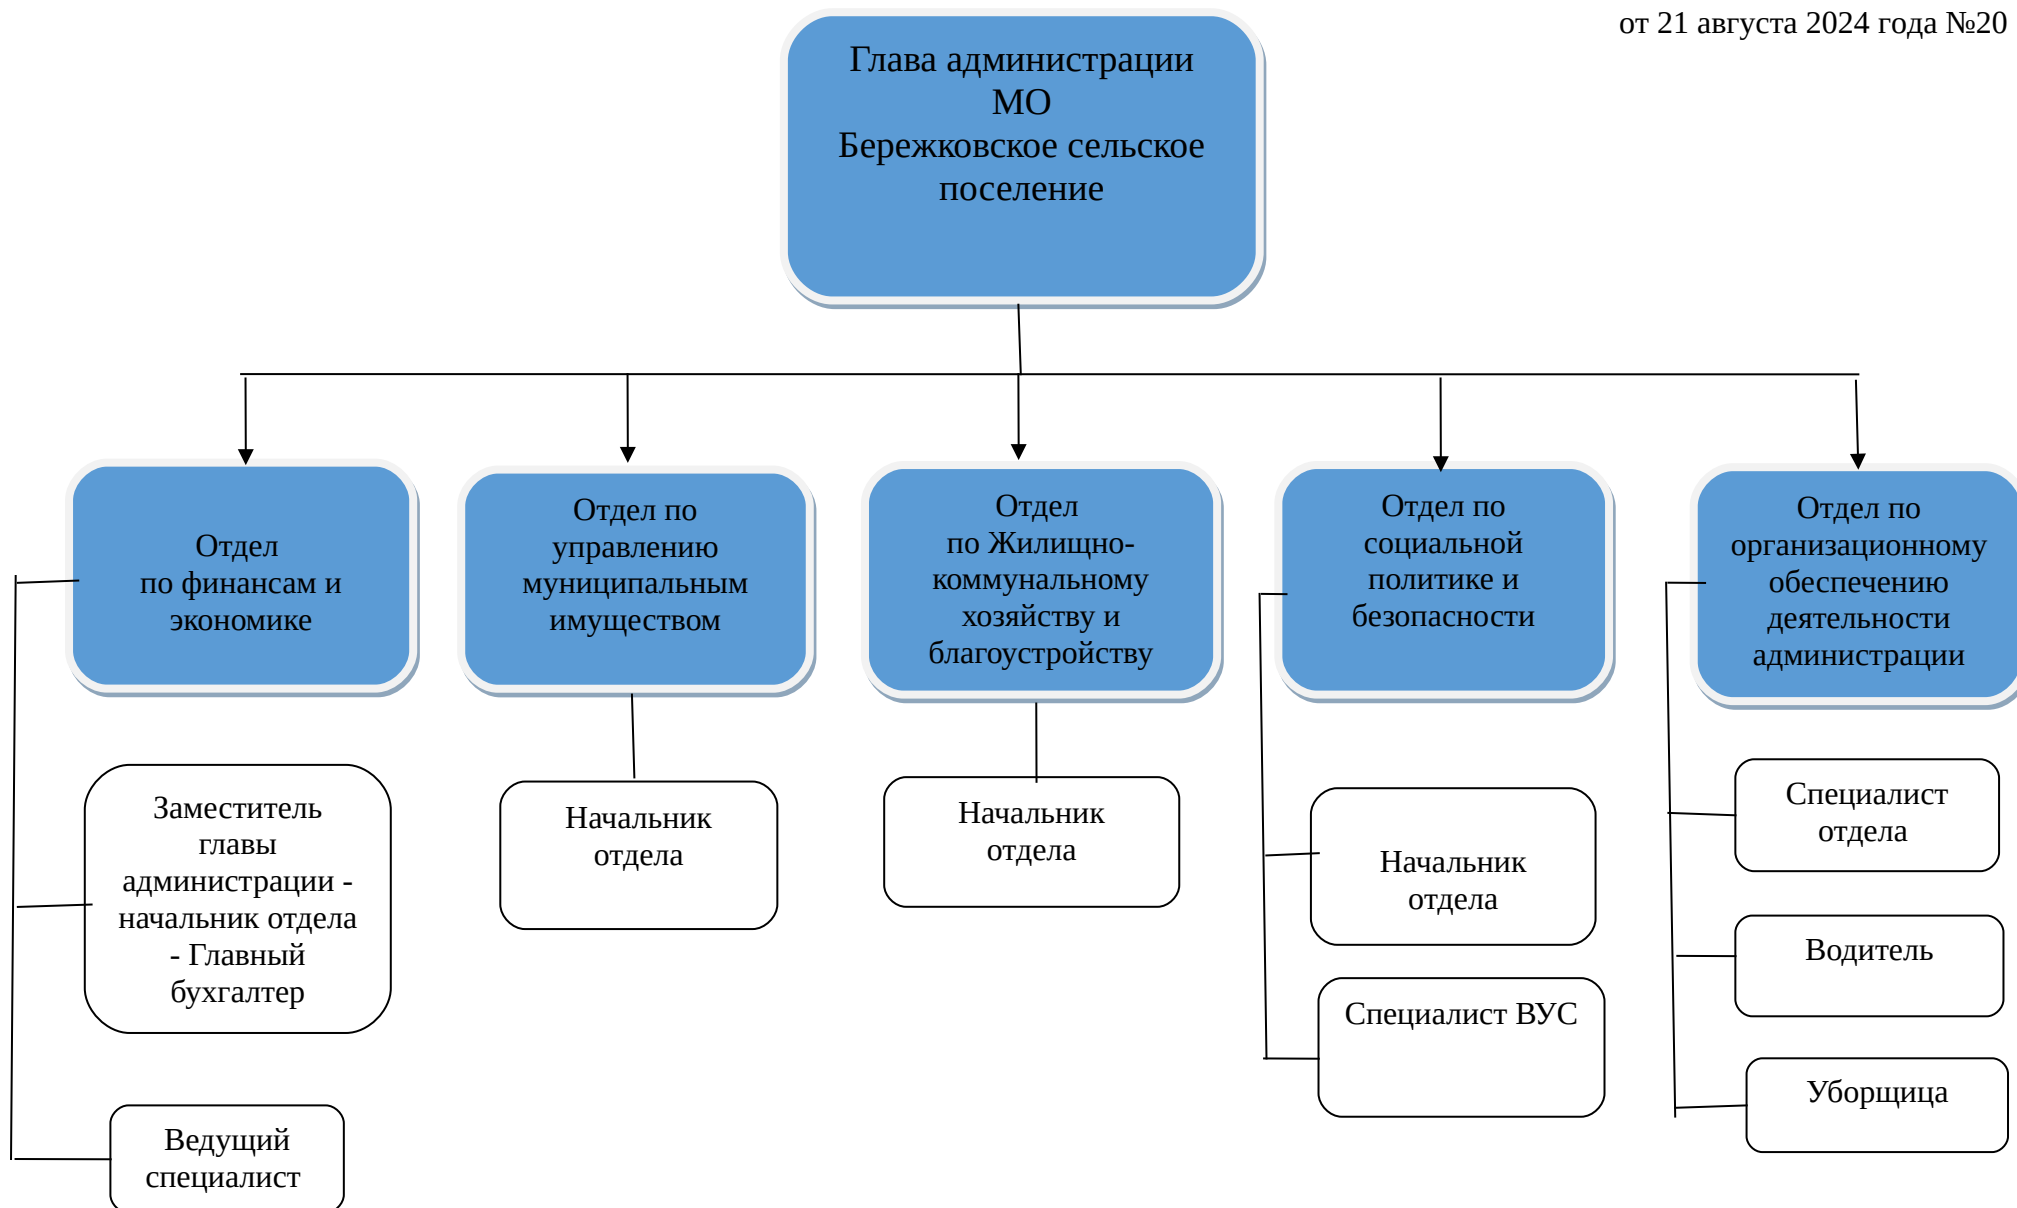 от 21 августа 2024 года №20
Глава администрации
МО
Бережковское сельское
поселение
Отдел
по финансам и
экономике
Отдел по
управлению
муниципальным
имуществом
Отдел
по Жилищно-
коммунальному
хозяйству и
благоустройству
Отдел по
социальной
политике и
безопасности
Отдел по
организационному
обеспечению
деятельности
администрации
Заместитель
главы
администрации -
начальник отдела
- Главный
бухгалтер
Ведущий
специалист
Начальник
отдела
Начальник
отдела
Начальник
отдела
Специалист ВУС
Специалист
отдела
Водитель
Уборщица